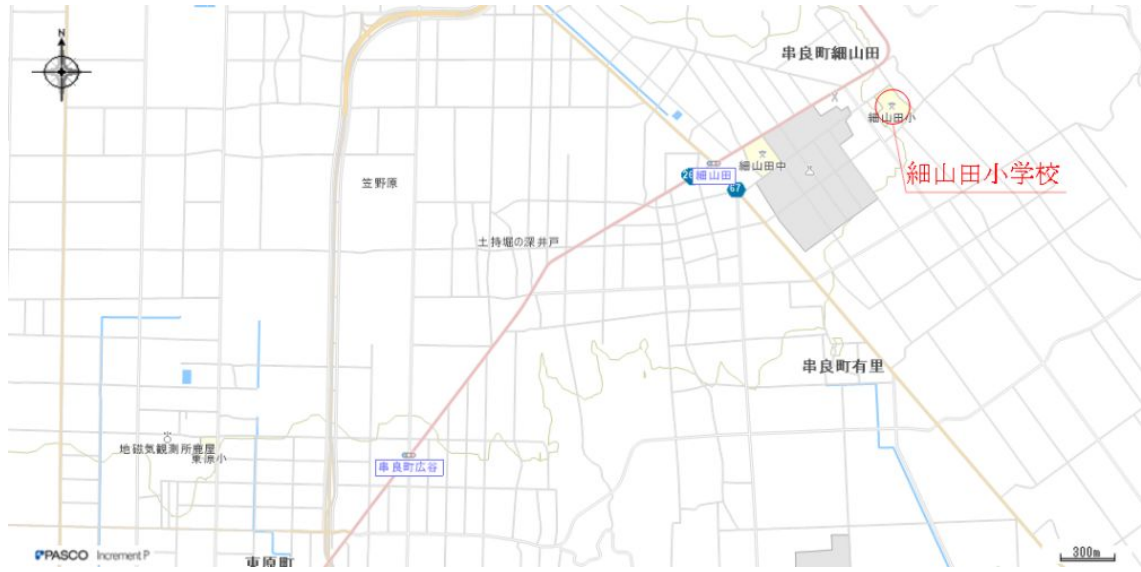 N
串良町細山田
細山田小
細山田小学校
細山田中
細山田
26
67
笠野原
土持堀の深井戸
串良町有里
地磁気観測所鹿屋
東原小
串良町広谷
PASCO Increment P
東原町
300m